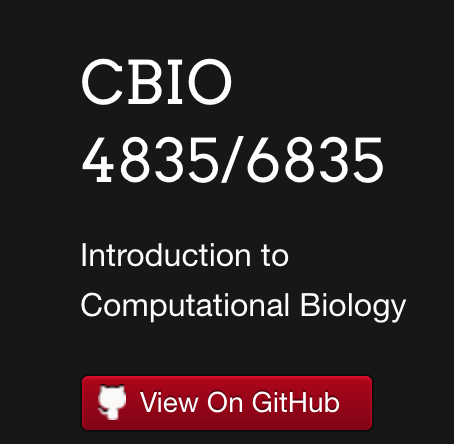 CBIO
4835/6835
Introduction to
Computational Biology
View On GitHub